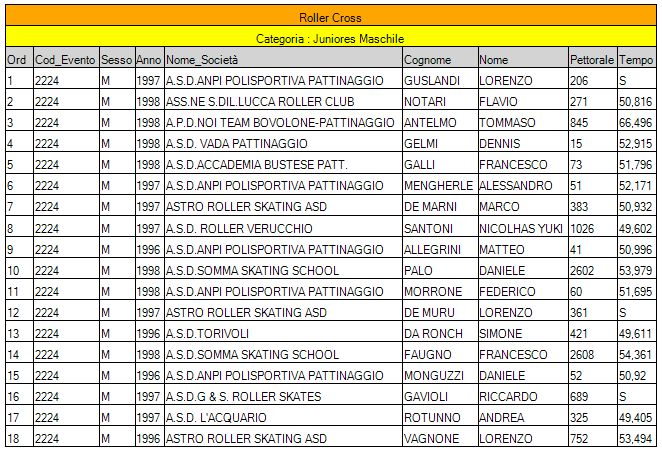 Roller Cross
Categoria : Juniores Maschile
Ord Cod_Evento Sesso Anno Nome_Società Cognome Nome Pettorale Tempo
1 2224 M 1997 A.S.D.ANPI POLISPORTIVA PATTINAGGIO GUSLANDI LORENZO 206 S
2 2224 M 1998 ASS.NE S.DIL.LUCCA ROLLER CLUB NOTARI FLAVIO 271 50,816
3 2224 M 1998 A.P.D.NOI TEAM BOVOLONE-PATTINAGGIO ANTELMO TOMMASO 845 66,496
4 2224 M 1998 A.S.D. VADA PATTINAGGIO GELMI DENNIS 15 52,915
5 2224 M 1998 A.S.D.ACCADEMIA BUSTESE PATT. GALLI FRANCESCO 73 51,796
6 2224 M 1997 A.S.D.ANPI POLISPORTIVA PATTINAGGIO MENGHERLE ALESSANDRO 51 52,171
7 2224 M 1997 ASTRO ROLLER SKATING ASD DE MARNI MARCO 383 50,932
8 2224 M 1997 A.S.D. ROLLER VERUCCHIO SANTONI NICOLHAS YUKI 1026 49,602
9 2224 M 1996 A.S.D.ANPI POLISPORTIVA PATTINAGGIO ALLEGRINI MATTEO 41 50,996
10 2224 M 1998 A.S.D.SOMMA SKATING SCHOOL PALO DANIELE 2602 53,979
11 2224 M 1998 A.S.D.ANPI POLISPORTIVA PATTINAGGIO MORRONE FEDERICO 60 51,695
12 2224 M 1997 ASTRO ROLLER SKATING ASD DE MURU LORENZO 361 S
13 2224 M 1996 A.S.D.TORIVOLI DA RONCH SIMONE 421 49,611
14 2224 M 1998 A.S.D.SOMMA SKATING SCHOOL FAUGNO FRANCESCO 2608 54,361
15 2224 M 1996 A.S.D.ANPI POLISPORTIVA PATTINAGGIO MONGUZZI DANIELE 52 50,92
16 2224 M 1997 A.S.D.G & S. ROLLER SKATES GAVIOLI RICCARDO 689 S
17 2224 M 1997 A.S.D. L'ACQUARIO ROTUNNO ANDREA 325 49,405
18 2224 M 1996 ASTRO ROLLER SKATING ASD VAGNONE LORENZO 752 53,494